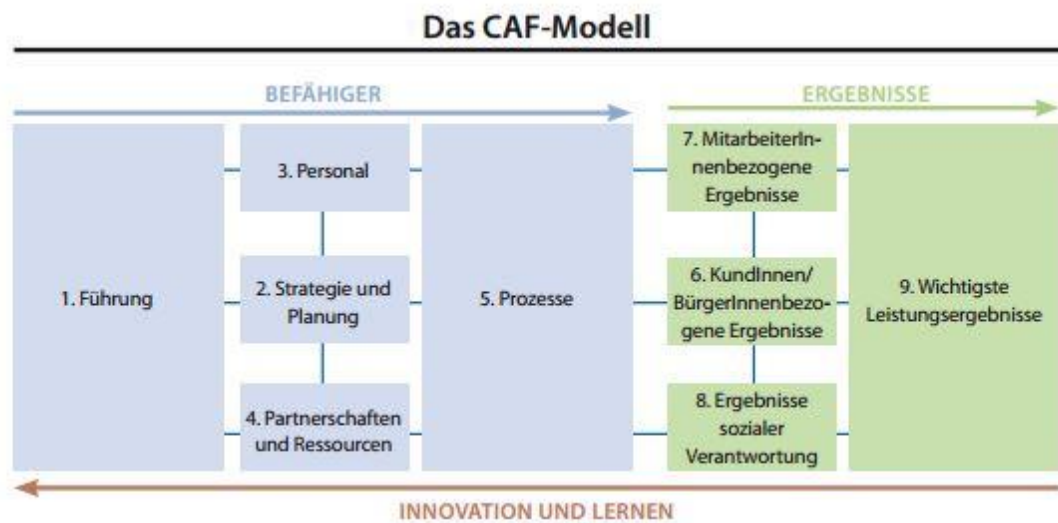 Das CAF-Modell
BEFÄHIGER
ERGEBNISSE
1. Führung
3. Personal
2. Strategie und
Planung
4. Partnerschaften
und Ressourcen
5. Prozesse
7. MitarbeiterIn-
nenbezogene
Ergebnisse
6. KundInnen/
BürgerInnenbezo-
gene Ergebnisse
8. Ergebnisse
sozialer
Verantwortung
9. Wichtigste
Leistungsergebnisse
INNOVATION UND LERNEN